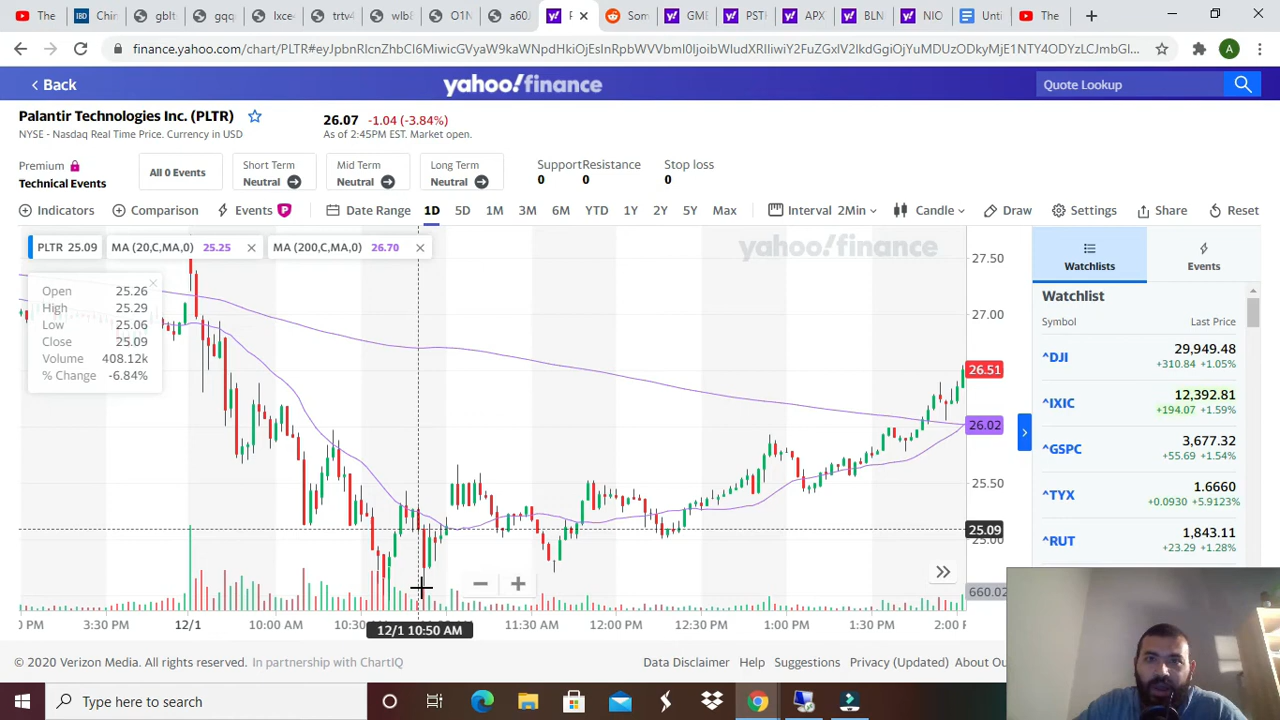 The
Chin
gblt
gqq
lxce
trtv4
wlb8
O1N
a60.
F
Som
GME
PST
APX
BLN
NIO
Unti
The
finance.yahoo.com/chart/PLTR#
A
Back
yahoo!finance
Quote Lookup
Palantir Technologies Inc. (PLTR)
NYSE - Nasdaq Real Time Price. Currency in USD
26.07 -1.04 (-3.84%)
As of 2:45PM EST. Market open.
Premium
Technical Events
All 0 Events
Short Term
Neutral
Mid Term
Neutral
Long Term
Neutral
Support
0
Resistance
0
Stop loss
0
Indicators
Comparison
Events P
Date Range
1D 5D 1M 3M 6M YTD 1Y 2Y 5Y Max
Interval 2Min
Candle
Draw
Settings
Share
Reset
PLTR 25.09
MA (20,C,MA,0) 25.25
MA (200,C,MA,0) 26.70
yahoo!finance
Open 25.26
High 25.29
Low 25.06
Close 25.09
Volume 408.12k
% Change -6.84%
27.50
27.00
26.51
26.02
25.50
25.09
25.00
660.02
PM 3:30 PM 12/1 10:00 AM 10:30 11:30 AM 12:00 PM 12:30 PM 1:00 PM 1:30 PM 2:00 P
12/1 10:50 AM
Watchlists
Events
Watchlist
Symbol Last Price
^DJI 29,949.48
+310.84 +1.05%
^IXIC 12,392.81
+194.07 +1.59%
^GSPC 3,677.32
+55.69 +1.54%
^TYX 1.6660
+0.0930 +5.9123%
^RUT 1,843.11
+23.29 +1.28%
© 2020 Verizon Media. All rights reserved. In partnership with ChartIQ
Data Disclaimer Help Suggestions Privacy (Updated) About Ou
Type here to search